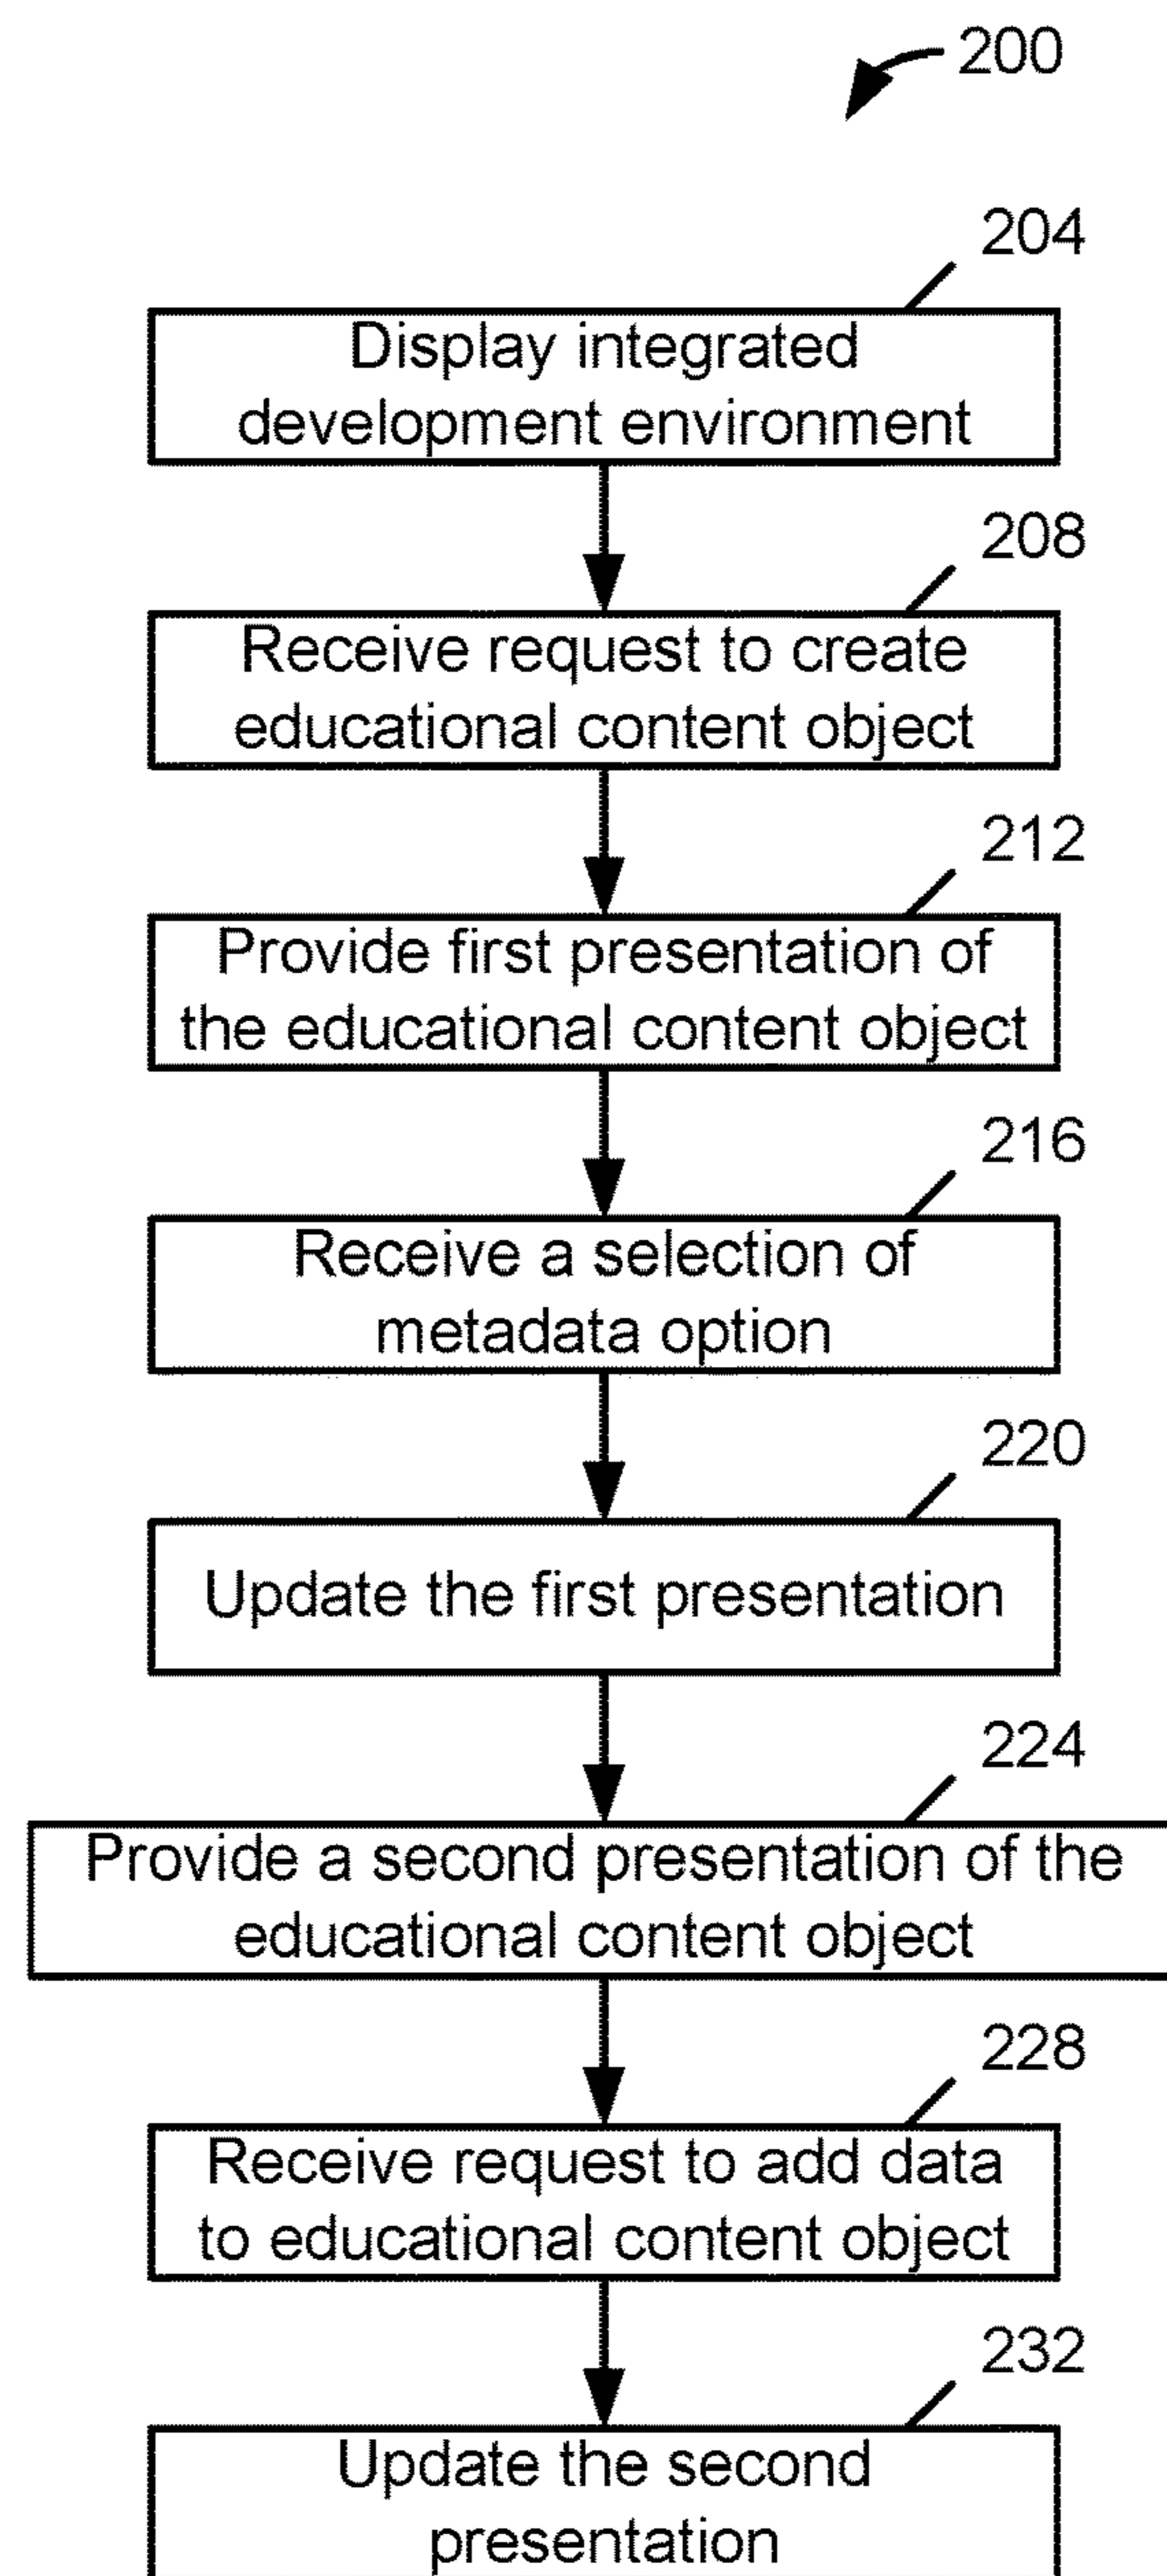 200
204
Display integrated
development environment
208
Receive request to create
educational content object
212
Provide first presentation of
the educational content object
216
Receive a selection of
metadata option
220
Update the first presentation
224
Provide a second presentation of the
educational content object
228
Receive request to add data
to educational content object
232
Update the second
presentation